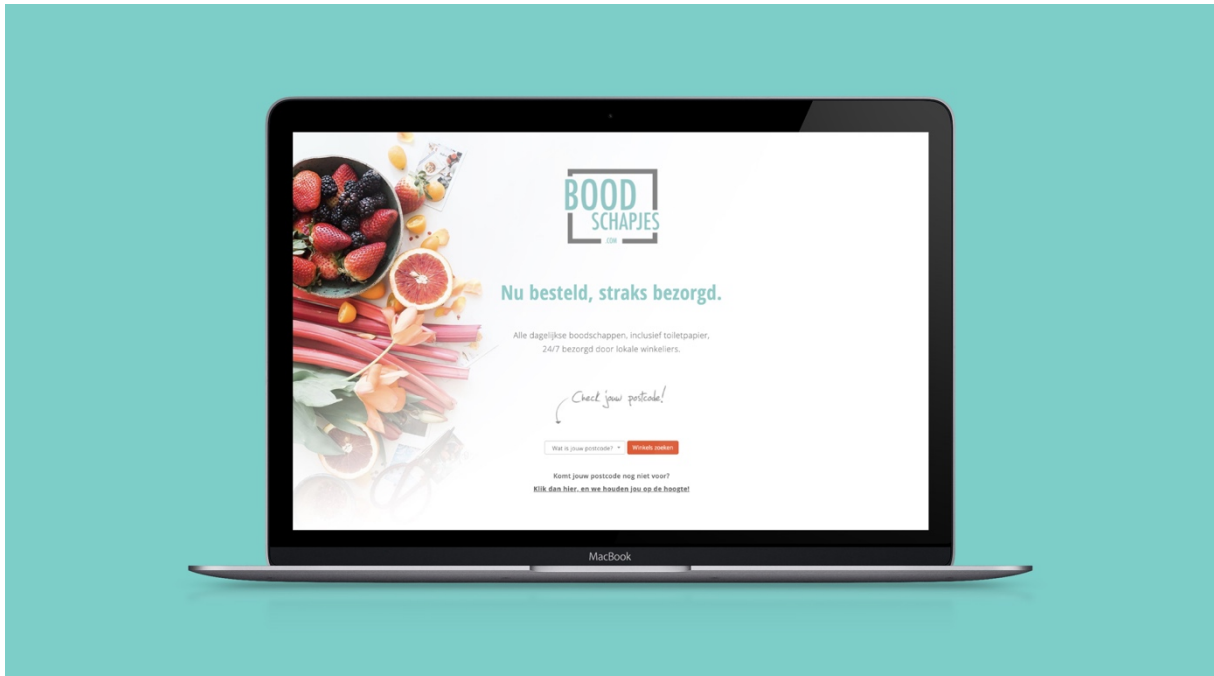 BOOD
SCHAPJES
.COM
Nu besteld, straks bezorgd.
Alle dagelijkse boodschappen, inclusief toiletpapier,
24/7 bezorgd door lokale winkeliers.
Check jouw postcode!
Wat is jouw postcode?
Winkels zoeken
Komt jouw postcode nog niet voor?
Klik dan hier, en we houden jou op de hoogte!
MacBook